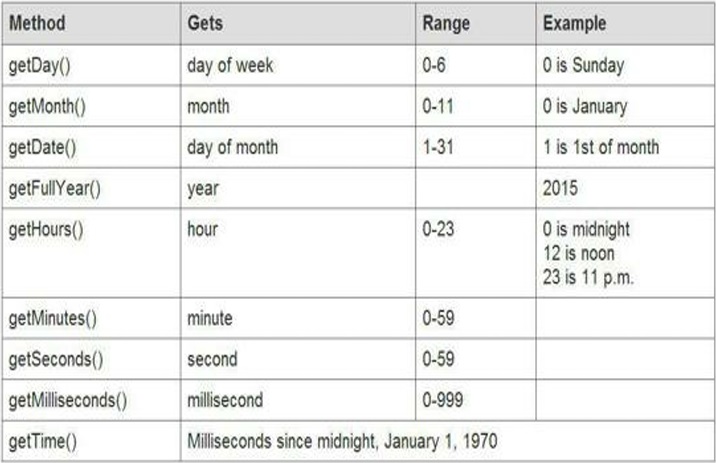 Method Gets Range Example
getDay() day of week 0-6 0 is Sunday
getMonth() month 0-11 0 is January
getDate() day of month 1-31 1 is 1st of month
getFullYear() year 2015
getHours() hour 0-23 0 is midnight
12 is noon
23 is 11 p.m.
getMinutes() minute 0-59
getSeconds() second 0-59
getMilliseconds() millisecond 0-999
getTime() Milliseconds since midnight, January 1, 1970